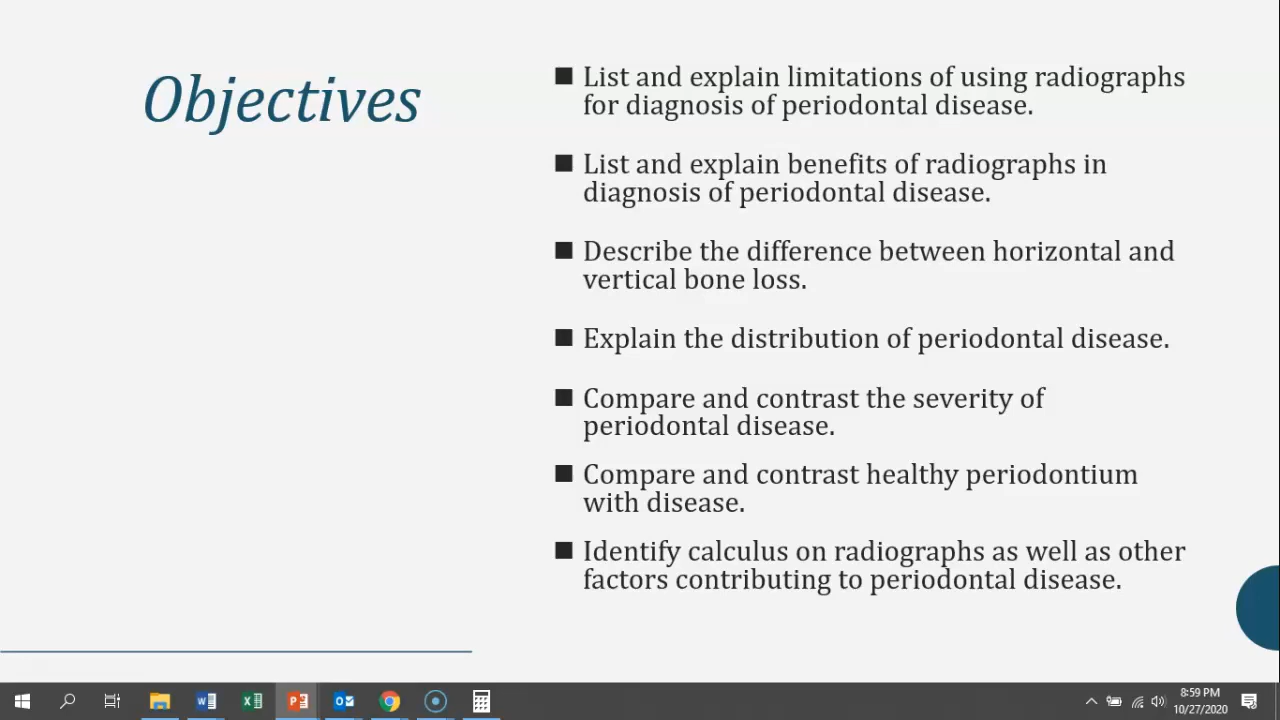 Objectives
■ List and explain limitations of using radiographs
for diagnosis of periodontal disease.
■ List and explain benefits of radiographs in
diagnosis of periodontal disease.
■ Describe the difference between horizontal and
vertical bone loss.
■ Explain the distribution of periodontal disease.
■ Compare and contrast the severity of
periodontal disease.
■ Compare and contrast healthy periodontium
with disease.
■ Identify calculus on radiographs as well as other
factors contributing to periodontal disease.
8:59 PM
10/27/2020